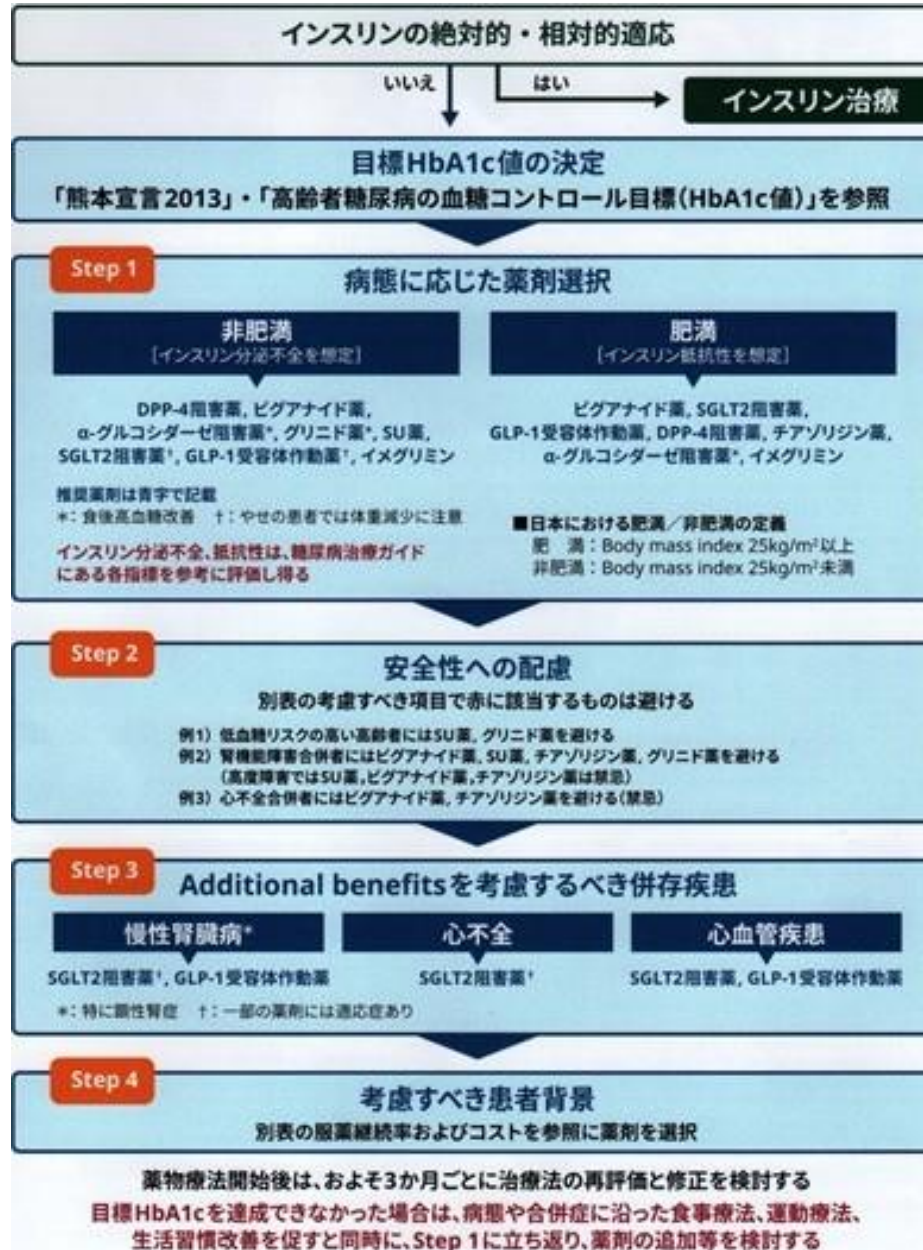 インスリンの絶対的・相対的適応
いいえ
はい
インスリン治療
目標HbA1c値の決定
「熊本宣言2013」・「高齢者糖尿病の血糖コントロール目標(HbA1c値)」を参照
Step 1
病態に応じた薬剤選択
非肥満
[インスリン分泌不全を想定]
DPP-4阻害薬, ビグアナイド薬,
α-グルコシダーゼ阻害薬*, グリニド薬*, SU薬,
SGLT2阻害薬†, GLP-1受容体作動薬†, イメグリミン
推奨薬剤は青字で記載
*: 食後高血糖改善 †: やせの患者では体重減少に注意
インスリン分泌不全、抵抗性は、糖尿病治療ガイド
にある各指標を参考に評価し得る
肥満
[インスリン抵抗性を想定]
ビグアナイド薬, SGLT2阻害薬,
GLP-1受容体作動薬, DPP-4阻害薬, チアゾリジン薬,
α-グルコシダーゼ阻害薬*, イメグリミン
■日本における肥満/非肥満の定義
肥 満: Body mass index 25kg/m²以上
非肥満: Body mass index 25kg/m²未満
Step 2
安全性への配慮
別表の考慮すべき項目で赤に該当するものは避ける
例1) 低血糖リスクの高い高齢者にはSU薬, グリニド薬を避ける
例2) 腎機能障害合併者にはビグアナイド薬, SU薬, チアゾリジン薬, グリニド薬を避ける
(高度障害ではSU薬, ビグアナイド薬, チアゾリジン薬は禁忌)
例3) 心不全合併者にはビグアナイド薬, チアゾリジン薬を避ける(禁忌)
Step 3
Additional benefitsを考慮するべき併存疾患
慢性腎臓病*
SGLT2阻害薬†, GLP-1受容体作動薬
心不全
SGLT2阻害薬†
心血管疾患
SGLT2阻害薬, GLP-1受容体作動薬
*: 特に顕性腎症 †: 一部の薬剤には適応症あり
Step 4
考慮すべき患者背景
別表の服薬継続率およびコストを参照に薬剤を選択
薬物療法開始後は、およそ3か月ごとに治療法の再評価と修正を検討する
目標HbA1cを達成できなかった場合は、病態や合併症に沿った食事療法、運動療法、
生活習慣改善を促すと同時に、Step 1に立ち返り、薬剤の追加等を検討する